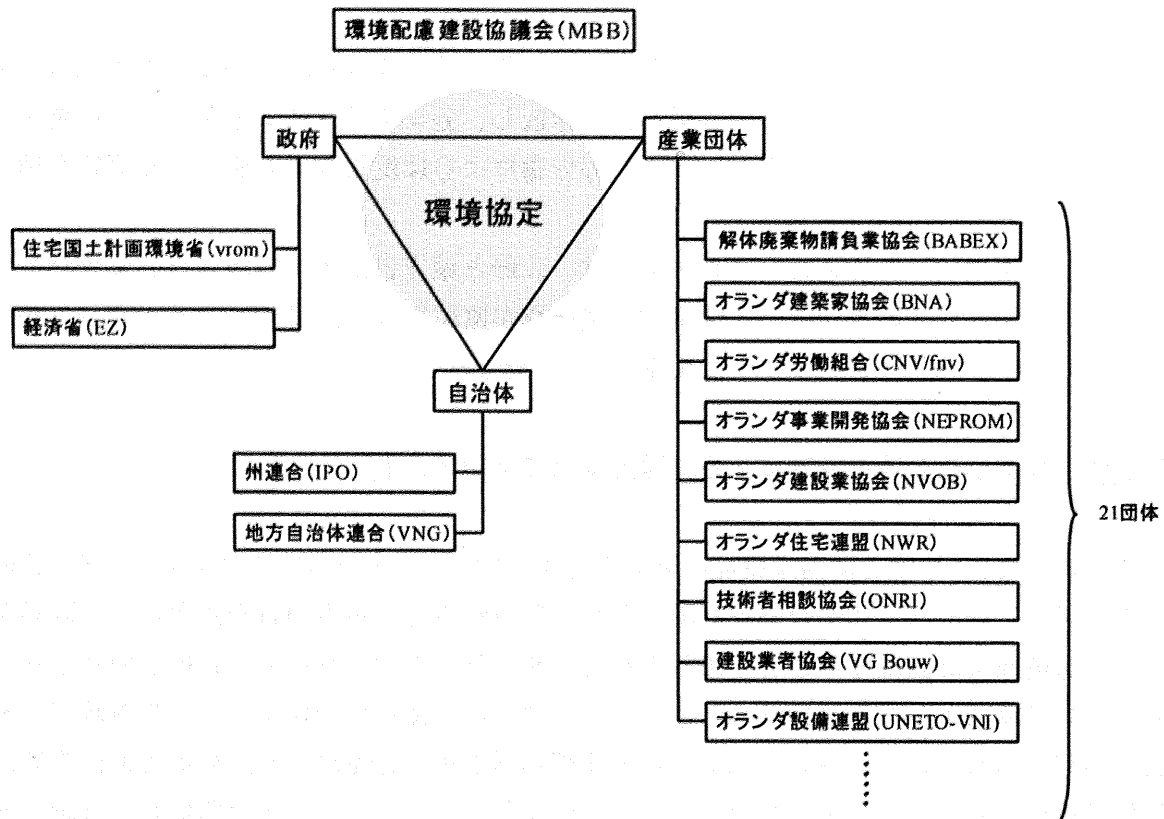 環境配慮建設協議会(MBB)
政府
産業団体
環境協定
住宅国土計画環境省(vrom)
経済省(EZ)
自治体
州連合(IPO)
地方自治体連合(VNG)
解体廃棄物請負業協会(BABEX)
オランダ建築家協会(BNA)
オランダ労働組合(CNV/fnv)
オランダ事業開発協会(NEPROM)
オランダ建設業協会(NVOB)
オランダ住宅連盟(NWR)
技術者相談協会(ONRI)
建設業者協会(VG Bouw)
オランダ設備連盟(UNETO-VNI)
21団体